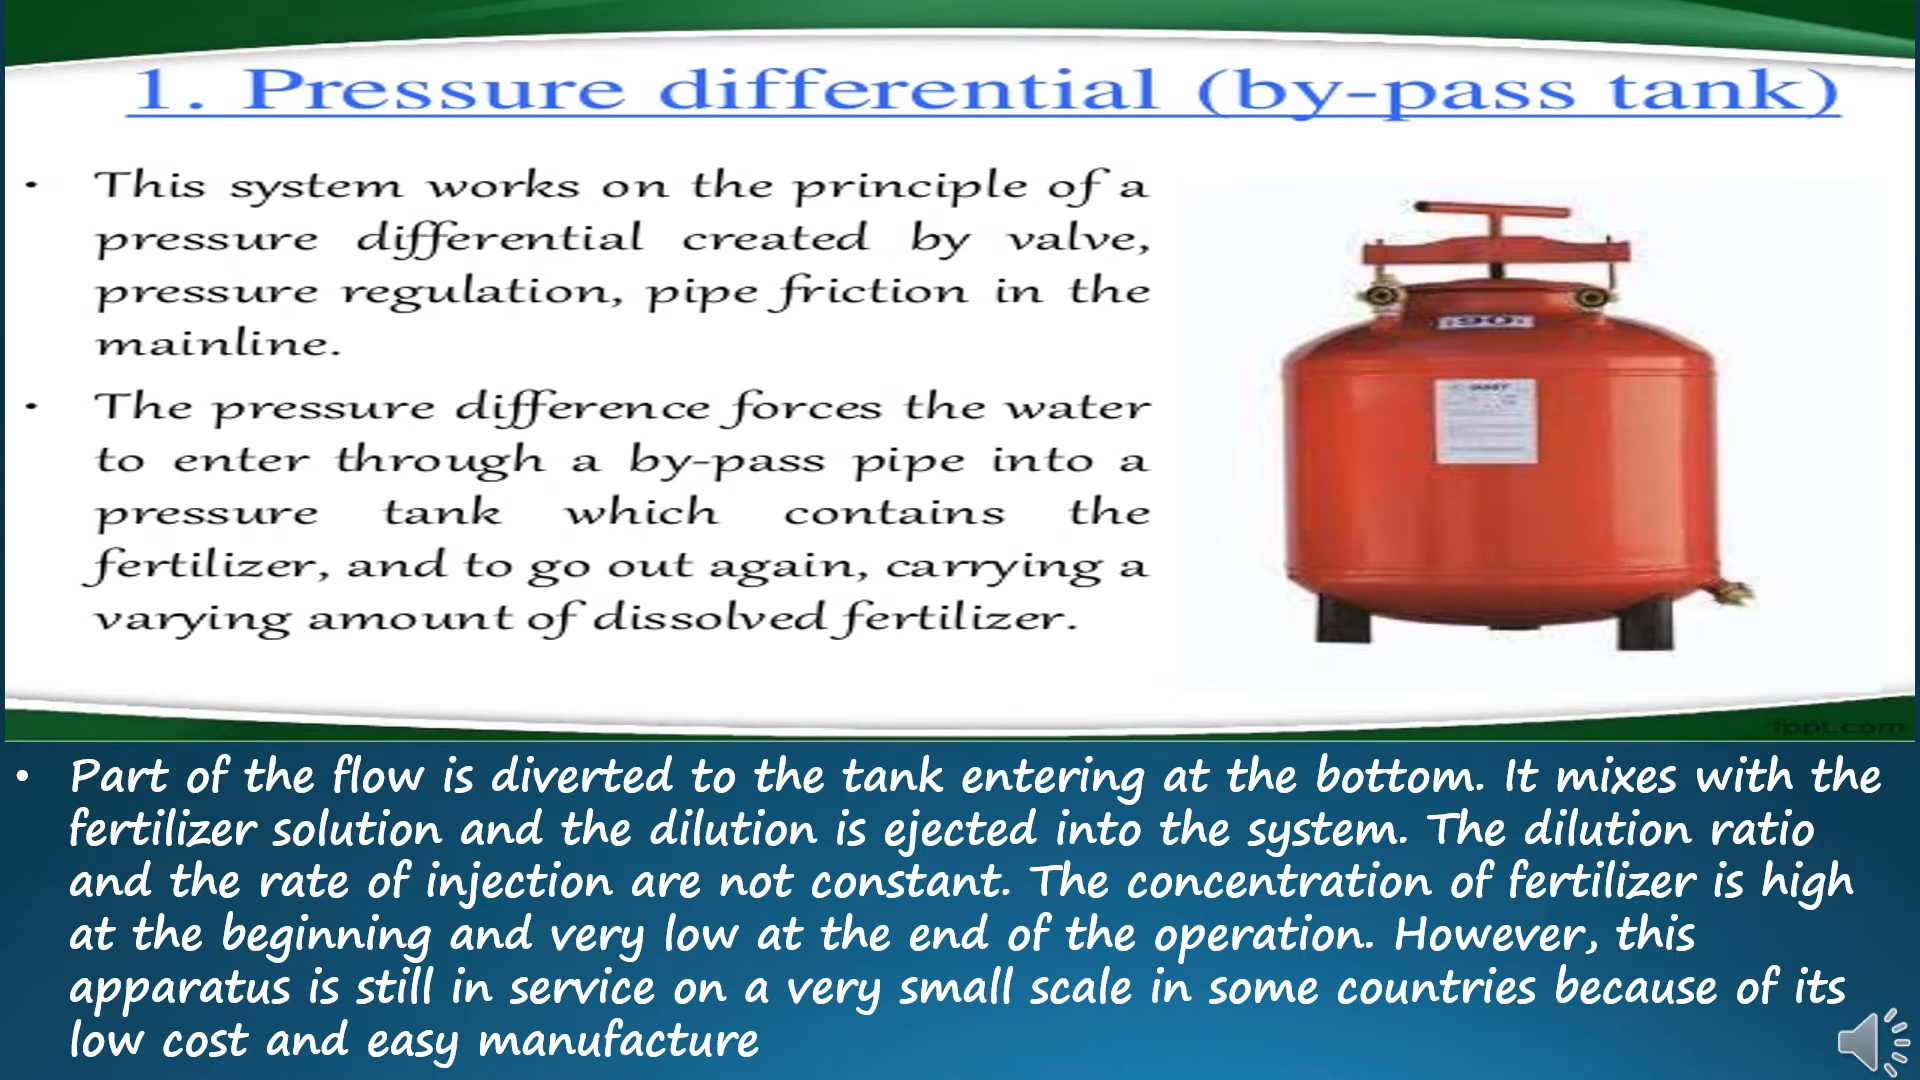 1. Pressure differential (by-pass tank)
• This system works on the principle of a
pressure differential created by valve,
pressure regulation, pipe friction in the
mainline.
• The pressure difference forces the water
to enter through a by-pass pipe into a
pressure tank which contains the
fertilizer, and to go out again, carrying a
varying amount of dissolved fertilizer.
90
fppt.com
• Part of the flow is diverted to the tank entering at the bottom. It mixes with the
fertilizer solution and the dilution is ejected into the system. The dilution ratio
and the rate of injection are not constant. The concentration of fertilizer is high
at the beginning and very low at the end of the operation. However, this
apparatus is still in service on a very small scale in some countries because of its
low cost and easy manufacture